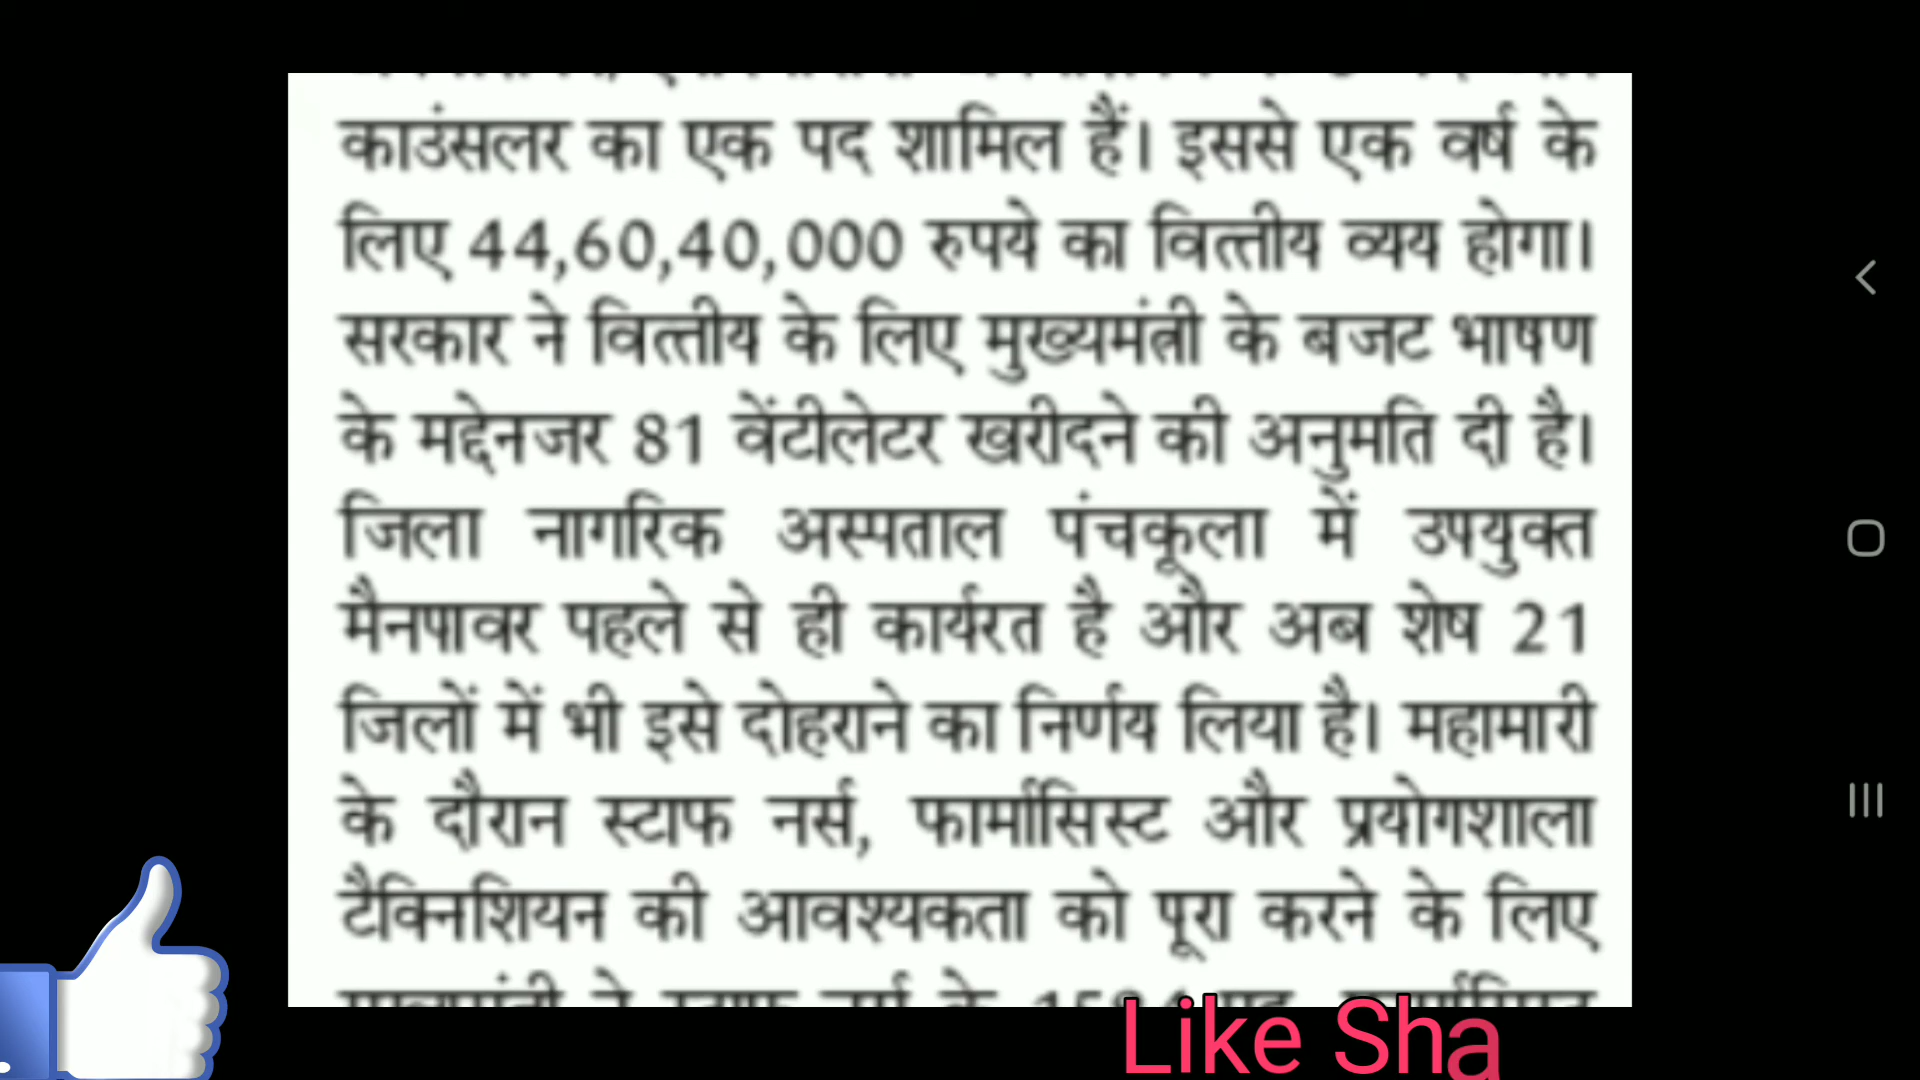 काउंसलर का एक पद शामिल हैं। इससे एक वर्ष के
लिए 44,60,40,000 रुपये का वित्तीय व्यय होगा।
सरकार ने वित्तीय के लिए मुख्यमंत्री के बजट भाषण
के मद्देनजर 81 वेंटीलेटर खरीदने की अनुमति दी है।
जिला नागरिक अस्पताल पंचकूला में उपयुक्त
मैनपावर पहले से ही कार्यरत है और अब शेष 21
जिलों में भी इसे दोहराने का निर्णय लिया है। महामारी
के दौरान स्टाफ नर्स, फार्मासिस्ट और प्रयोगशाला
टैक्निशियन की आवश्यकता को पूरा करने के लिए
Like Sha